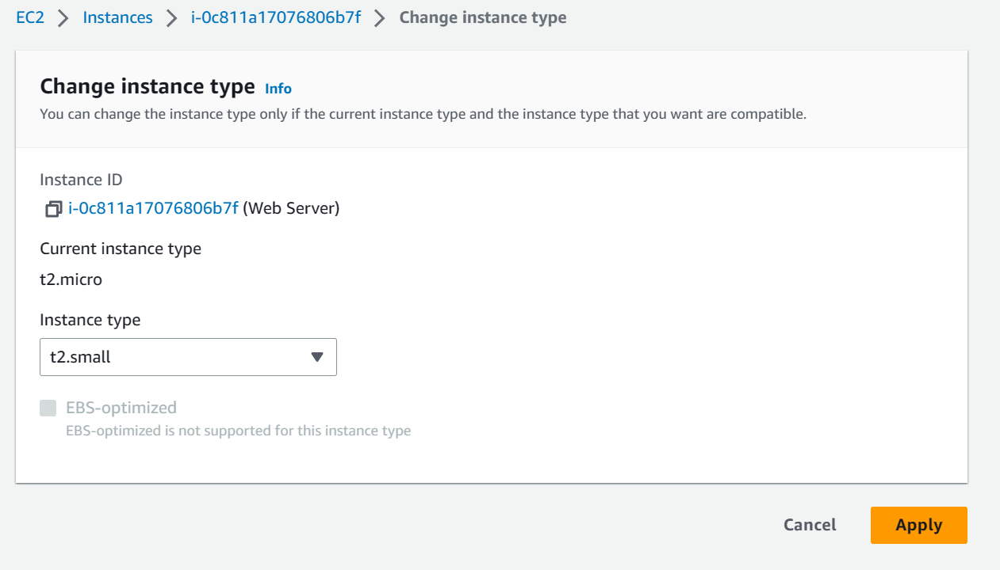 EC2 > Instances > i-0c811a17076806b7f > Change instance type
Change instance type Info
You can change the instance type only if the current instance type and the instance type that you want are compatible.
Instance ID
i-0c811a17076806b7f (Web Server)
Current instance type
t2.micro
Instance type
t2.small
EBS-optimized
EBS-optimized is not supported for this instance type
Cancel Apply